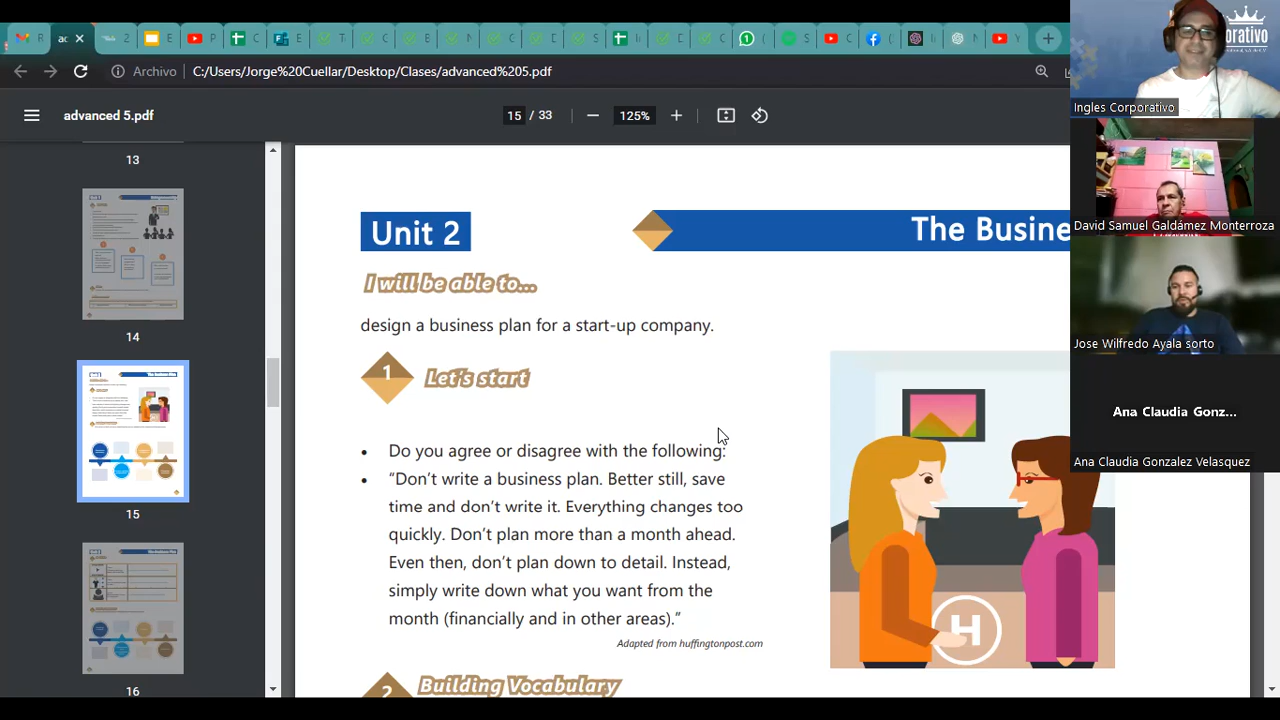 Archivo
C:/Users/Jorge%20Cuellar/Desktop/Clases/advanced%205.pdf
advanced 5.pdf
15 / 33
125%
13
14
15
16
Unit 2
The Busine
I will be able to...
design a business plan for a start-up company.
1
Let's start
• Do you agree or disagree with the following:
• “Don’t write a business plan. Better still, save
time and don’t write it. Everything changes too
quickly. Don’t plan more than a month ahead.
Even then, don’t plan down to detail. Instead,
simply write down what you want from the
month (financially and in other areas).”
Adapted from huffingtonpost.com
2
Building Vocabulary
H
orativo
Ingles Corporativo
David Samuel Galdámez Monterroza
Jose Wilfredo Ayala sorto
Ana Claudia Gonz...
Ana Claudia Gonzalez Velasquez